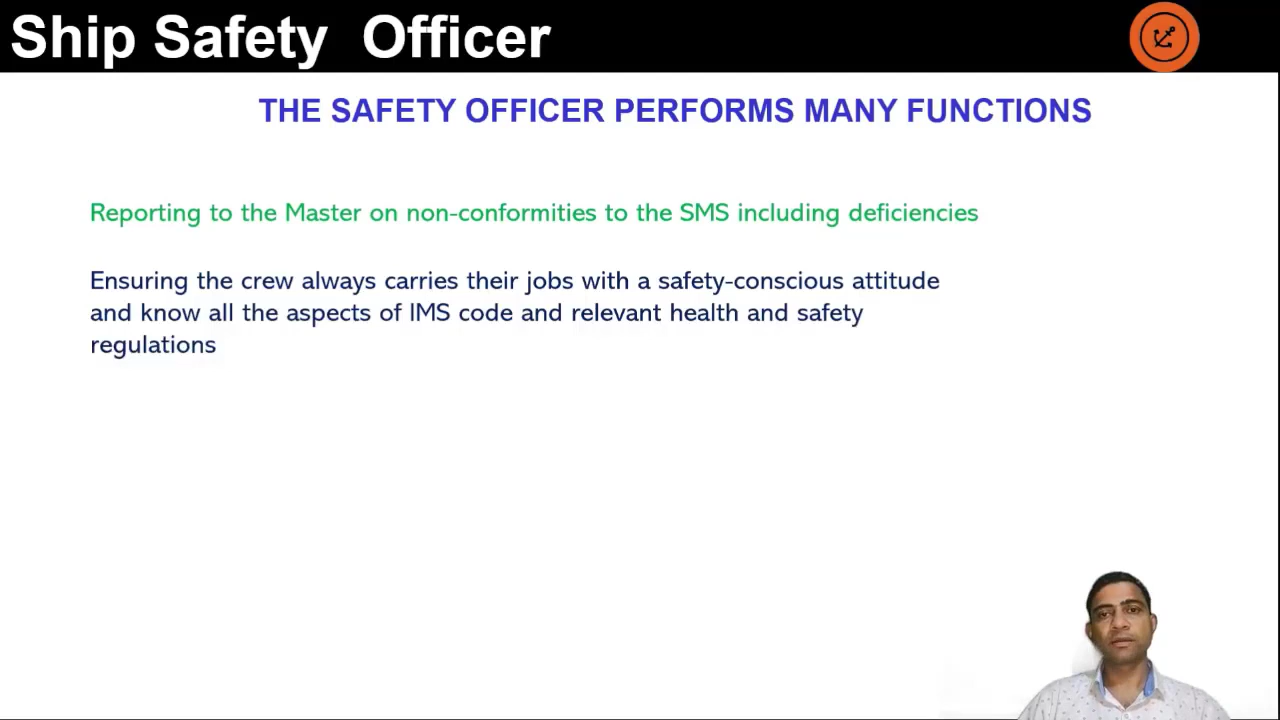 Ship Safety Officer
THE SAFETY OFFICER PERFORMS MANY FUNCTIONS
Reporting to the Master on non-conformities to the SMS including deficiencies
Ensuring the crew always carries their jobs with a safety-conscious attitude
and know all the aspects of IMS code and relevant health and safety
regulations